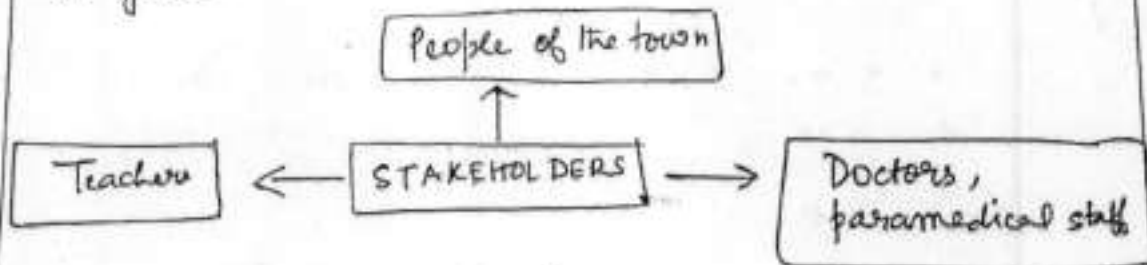 People of the town
Teachers
STAKEHOLDERS
Doctors,
paramedical staff